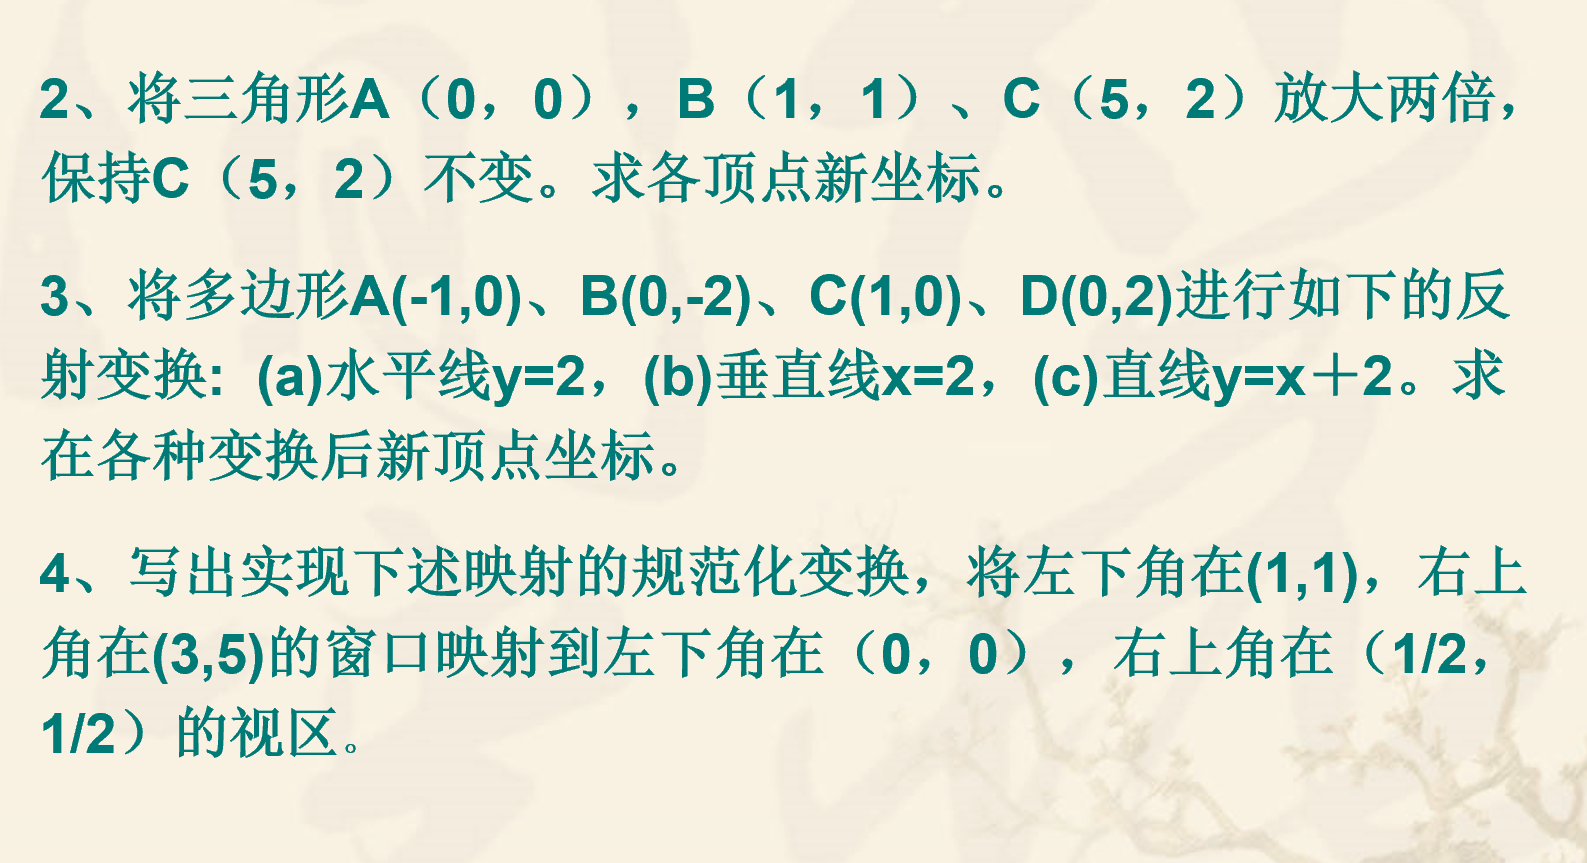 2、将三角形A（0，0），B（1，1）、C（5，2）放大两倍，
保持C（5，2）不变。求各顶点新坐标。
3、将多边形A(-1,0)、B(0,-2)、C(1,0)、D(0,2)进行如下的反
射变换: (a)水平线y=2，(b)垂直线x=2，(c)直线y=x＋2。求
在各种变换后新顶点坐标。
4、写出实现下述映射的规范化变换，将左下角在(1,1)，右上
角在(3,5)的窗口映射到左下角在（0，0），右上角在（1/2，
1/2）的视区。